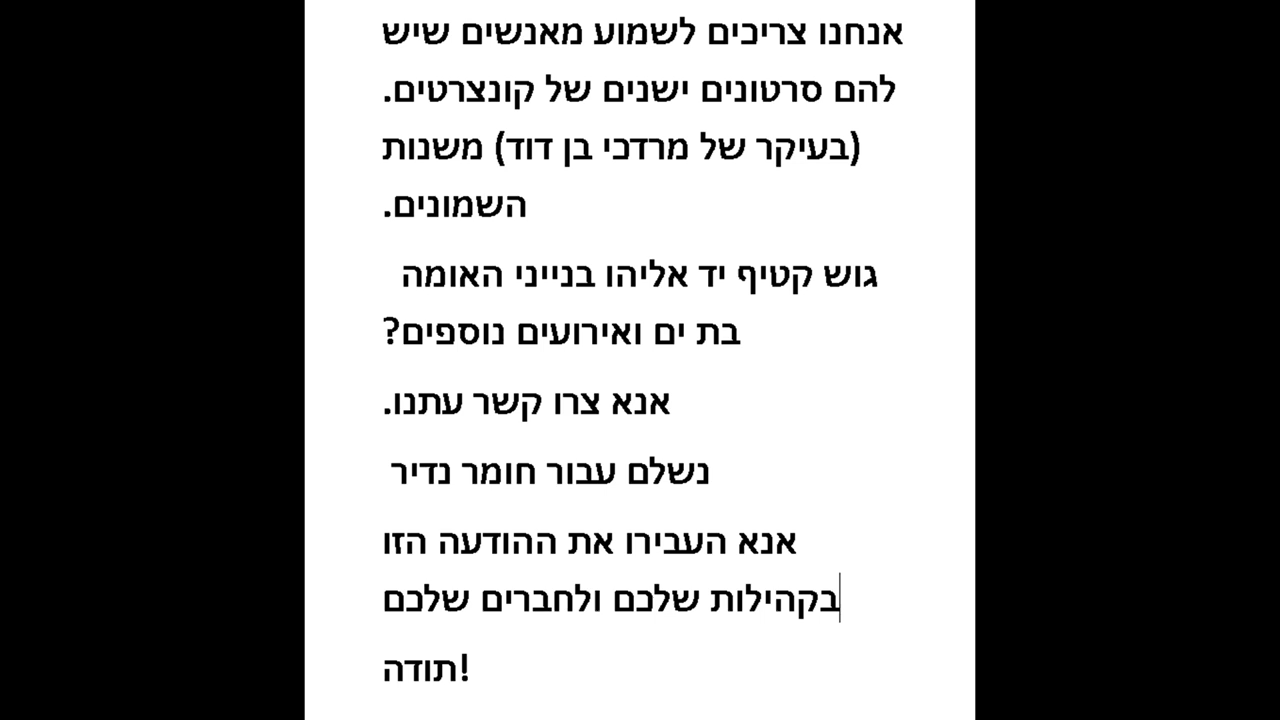 אנחנו צריכים לשמוע מאנשים שיש
להם סרטונים ישנים של קונצרטים.
(בעיקר של מרדכי בן דוד) משנות
השמונים.
גוש קטיף יד אליהו בנייני האומה
בת ים ואירועים נוספים?
אנא צרו קשר עתנו.
נשלם עבור חומר נדיר
אנא העבירו את ההודעה הזו
בקהילות שלכם ולחברים שלכם
תודה!